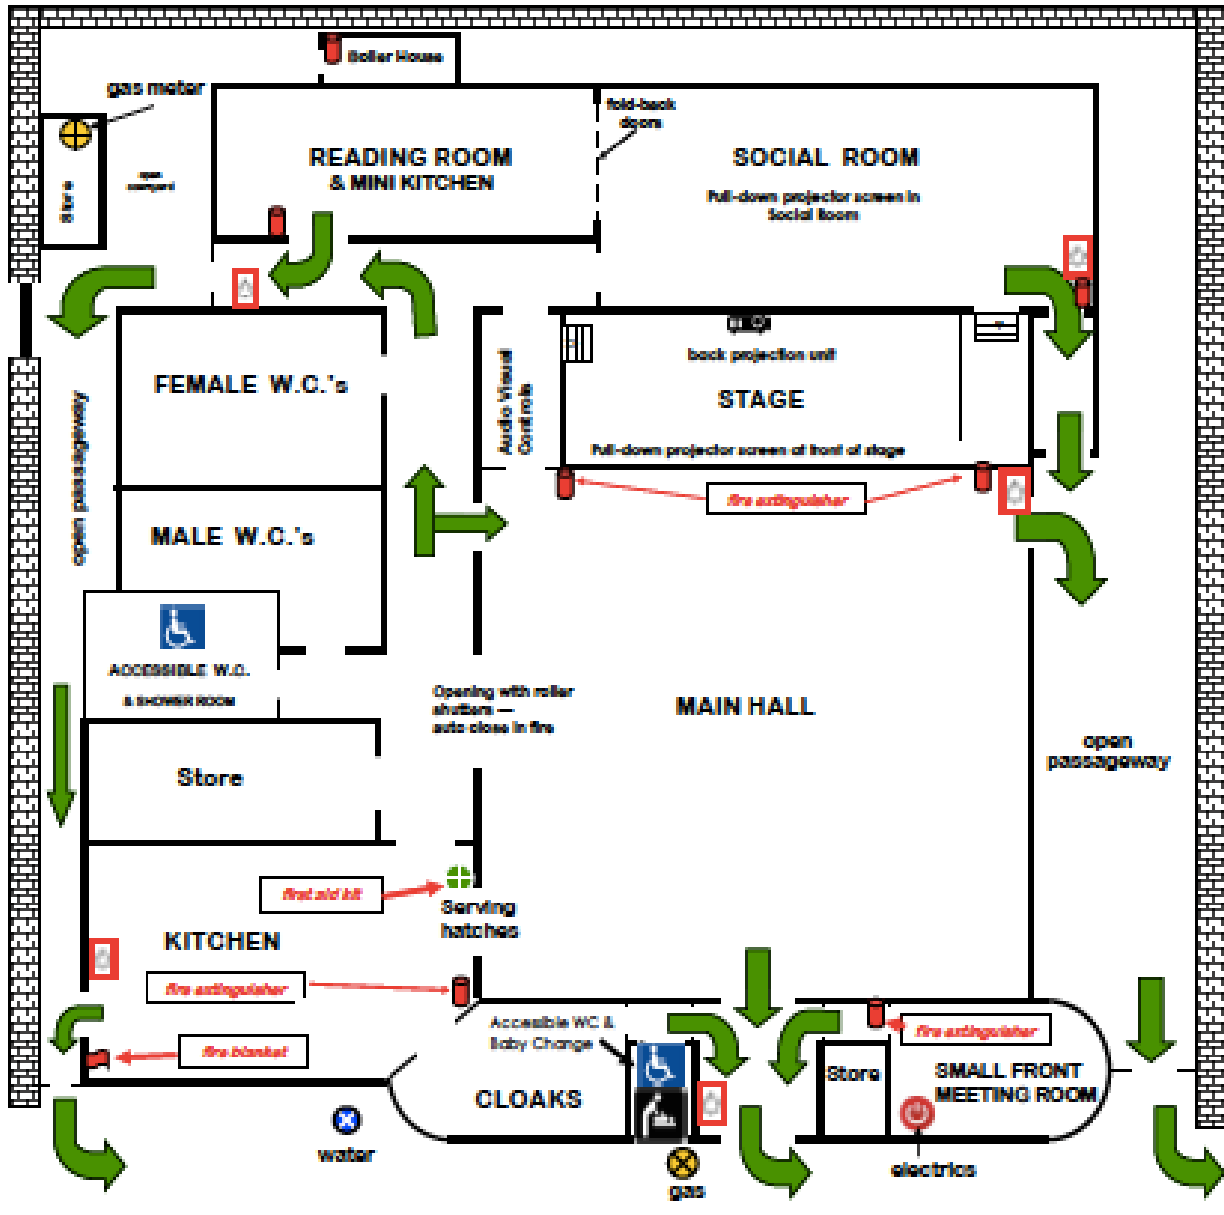 Boiler House
gas meter
fold-back
doors
READING ROOM
& MINI KITCHEN
SOCIAL ROOM
Pull-down projector screen in
Social Room
Store
open
courtyard
FEMALE W.C.'s
Audio Visual
Controls
back projection unit
STAGE
Pull-down projector screen at front of stage
fire extinguisher
open passageway
MALE W.C.'s
ACCESSIBLE W.C.
& SHOWER ROOM
Opening with roller
shutters —
auto close in fire
MAIN HALL
open
passageway
Store
first aid kit
Serving
hatches
KITCHEN
fire extinguisher
Accessible WC &
Baby Change
fire extinguisher
fire blanket
CLOAKS
Store
SMALL FRONT
MEETING ROOM
water
gas
electrics